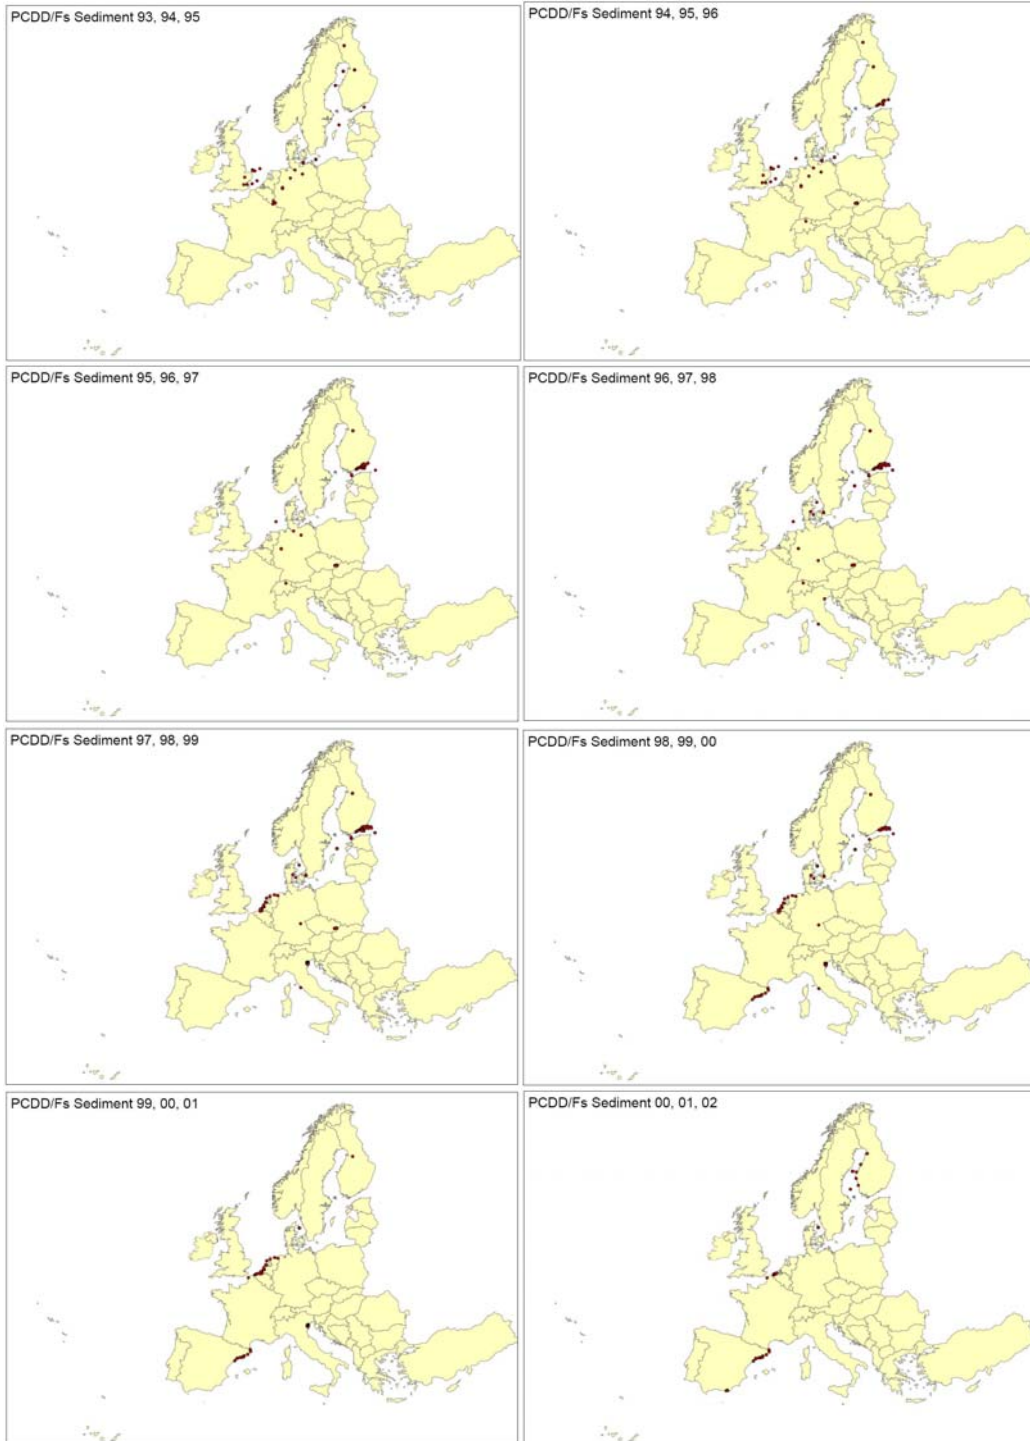 PCDD/Fs Sediment 93, 94, 95
PCDD/Fs Sediment 94, 95, 96
PCDD/Fs Sediment 95, 96, 97
PCDD/Fs Sediment 96, 97, 98
PCDD/Fs Sediment 97, 98, 99
PCDD/Fs Sediment 98, 99, 00
PCDD/Fs Sediment 99, 00, 01
PCDD/Fs Sediment 00, 01, 02